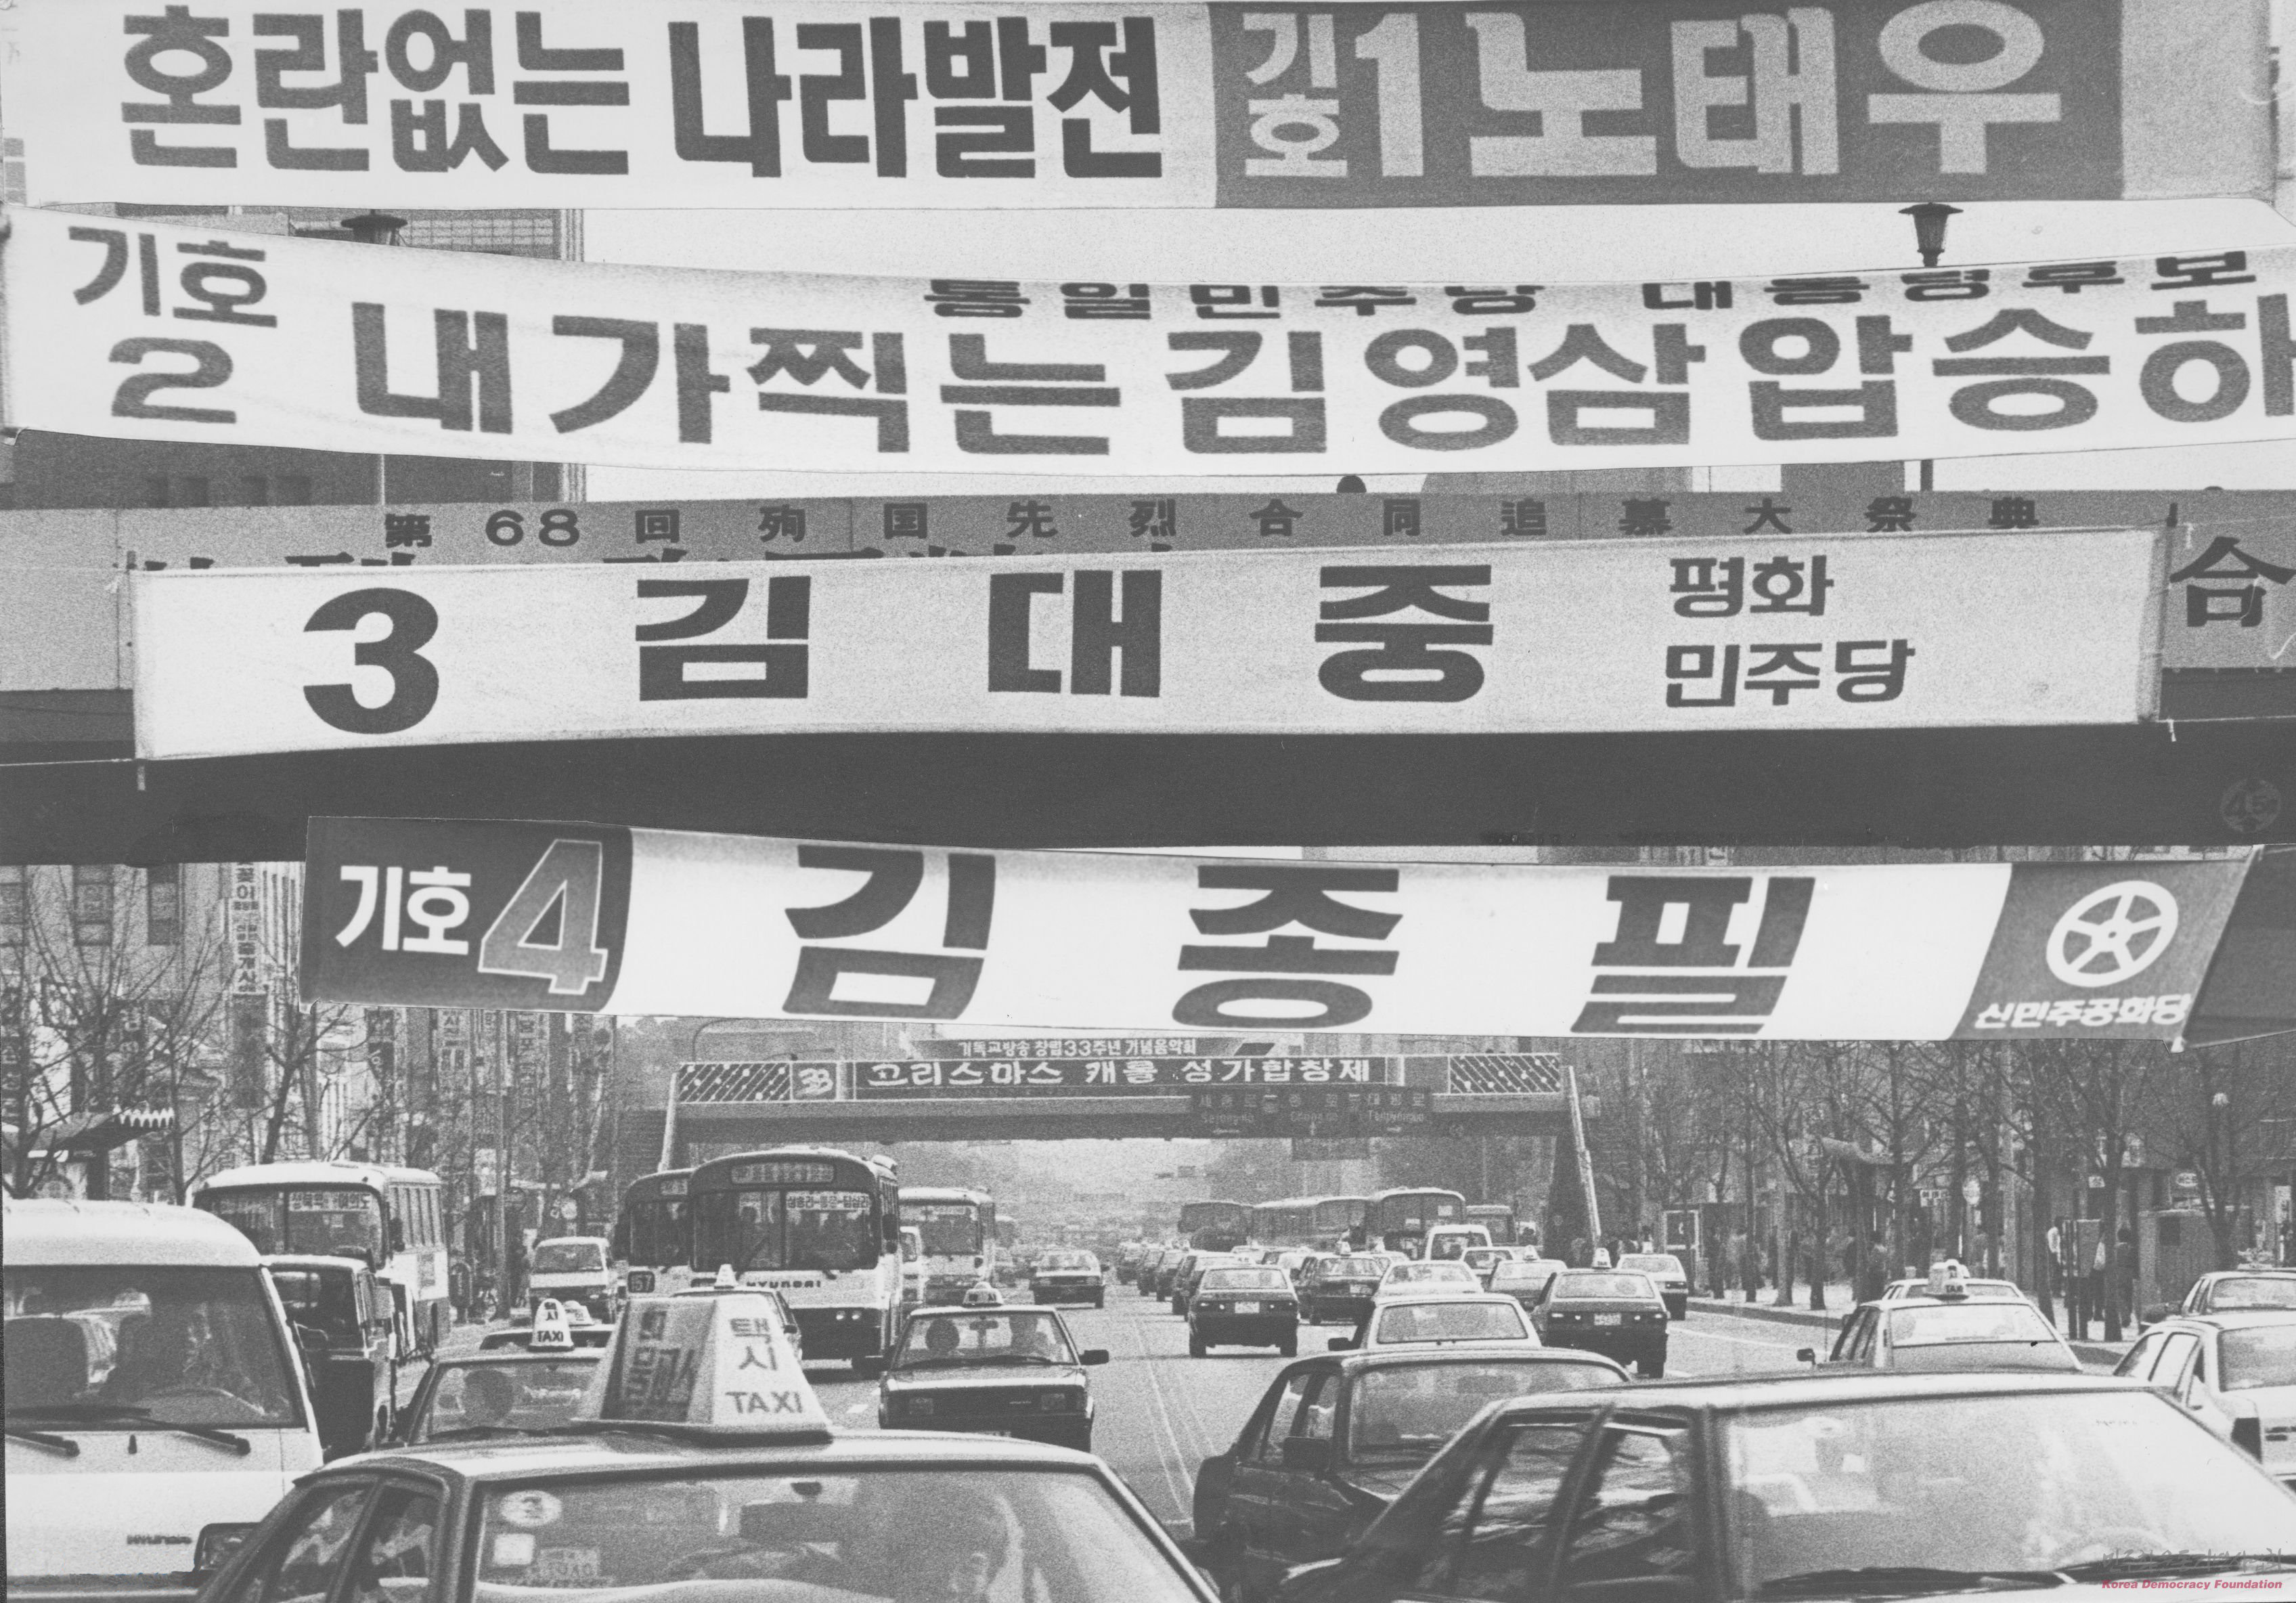 혼란없는 나라발전 기호 1 노태우
기호 2
통일민주당 대통령후보
내가찍는 김영삼 압승하
第68回 殉国先烈合同追慕大祭典
合
3 김대중 평화 민주당
기호 4 김종필
신민주공화당
기독교방송 창립33주년 기념음악회
33 크리스마스 캐롤 성가합창제
HYUNDAI
157
택시
TAXI
TAXI
TAXI
Korea Democracy Foundation